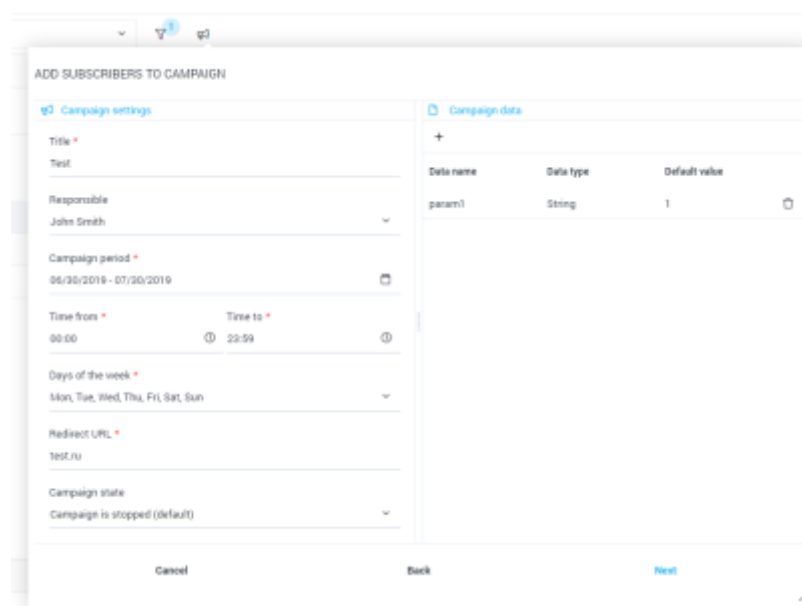 1
ADD SUBSCRIBERS TO CAMPAIGN
Campaign settings
Title *
Test
Responsible
John Smith
Campaign period *
06/30/2019 - 07/30/2019
Time from * Time to *
00:00 23:59
Days of the week *
Mon, Tue, Wed, Thu, Fri, Sat, Sun
Redirect URL *
test.ru
Campaign state
Campaign is stopped (default)
Campaign data
+
Data name Data type Default value
param1 String 1
Cancel Back Next